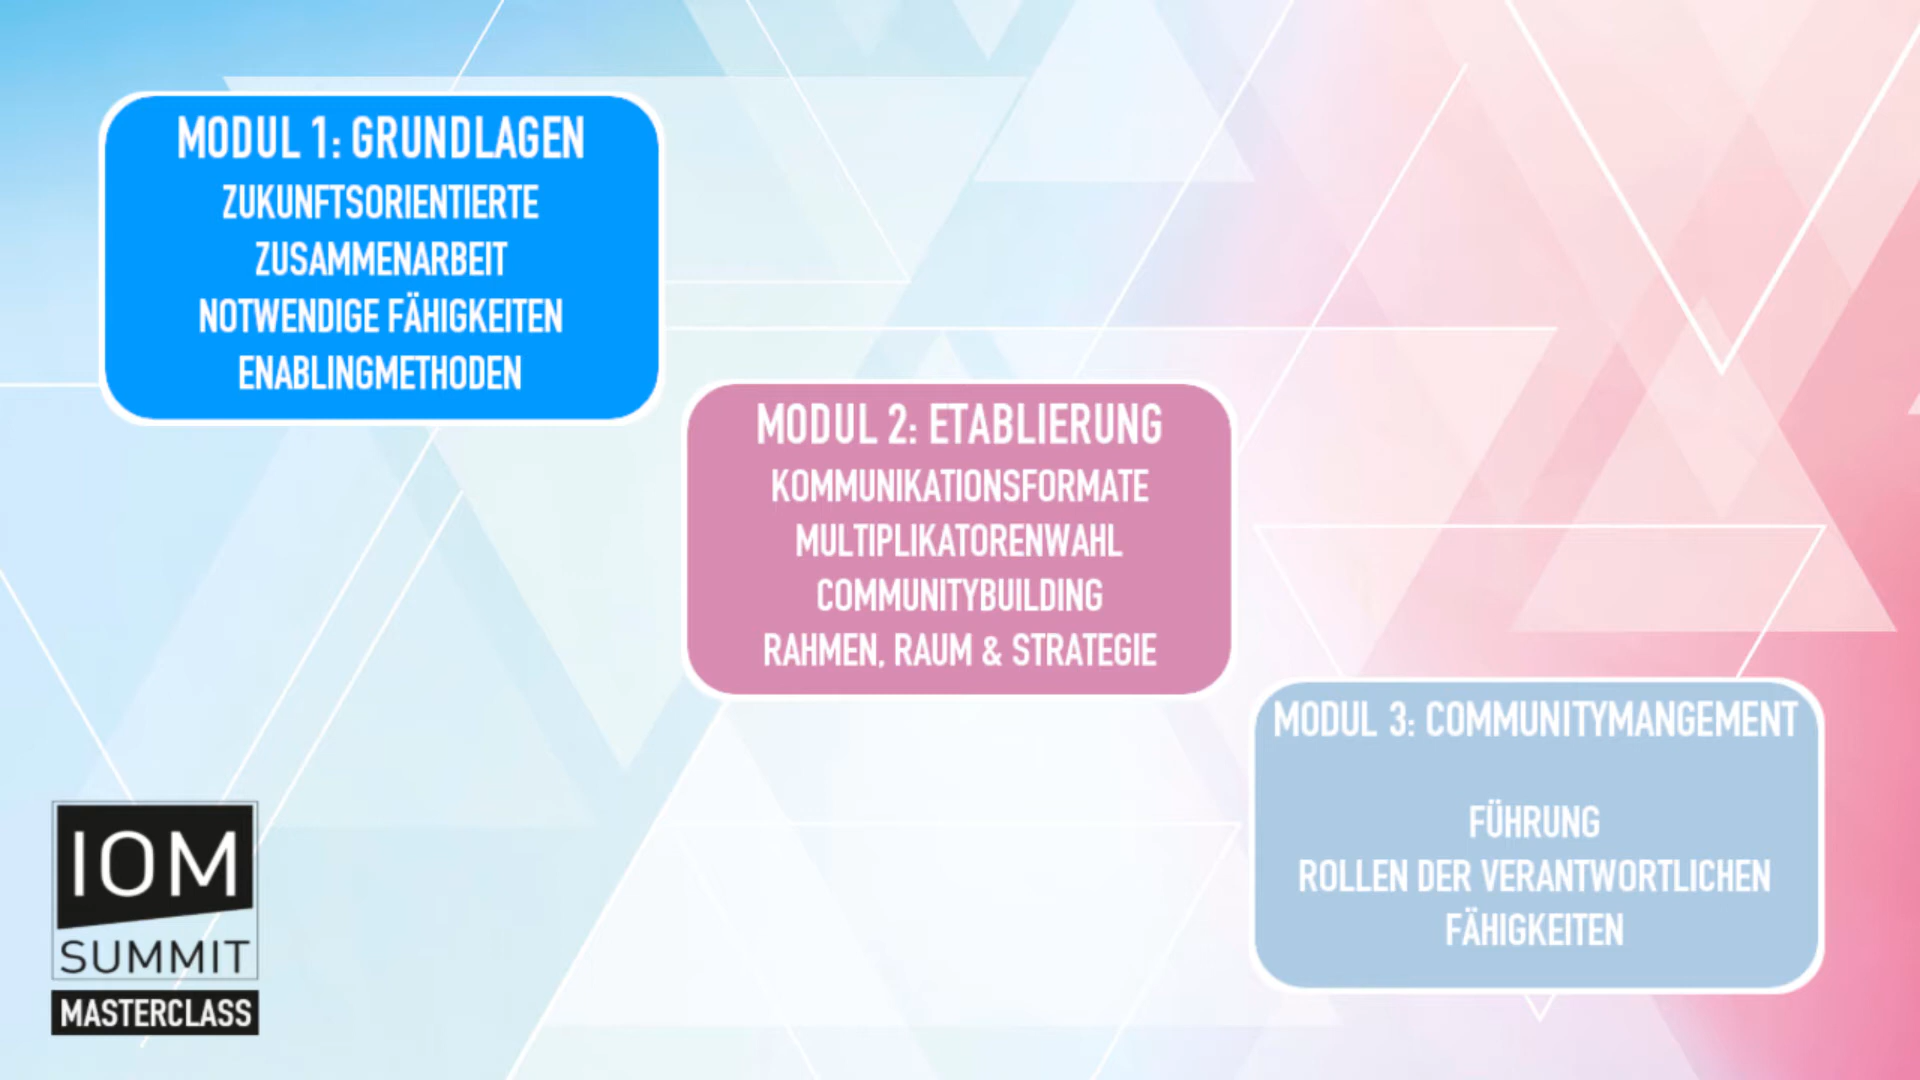 MODUL 1: GRUNDLAGEN
ZUKUNFTSORIENTIERTE
ZUSAMMENARBEIT
NOTWENDIGE FÄHIGKEITEN
ENABLINGMETHODEN
MODUL 2: ETABLIERUNG
KOMMUNIKATIONSFORMATE
MULTIPLIKATORENWAHL
COMMUNITYBUILDING
RAHMEN, RAUM & STRATEGIE
MODUL 3: COMMUNITYMANGEMENT
FÜHRUNG
ROLLEN DER VERANTWORTLICHEN
FÄHIGKEITEN
IOM
SUMMIT
MASTERCLASS